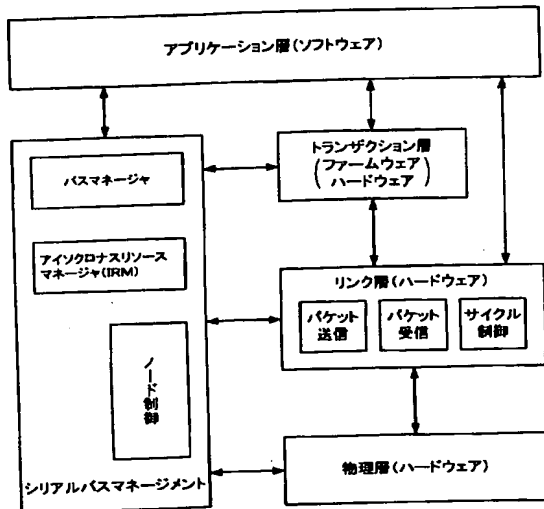 アプリケーション層(ソフトウェア)
トランザクション層
(ファームウェア
ハードウェア)
バスマネージャ
アイソクロナスリソース
マネージャ(IRM)
リンク層(ハードウェア)
パケット
送信
パケット
受信
サイクル
制御
ノード制御
物理層(ハードウェア)
シリアルバスマネージメント